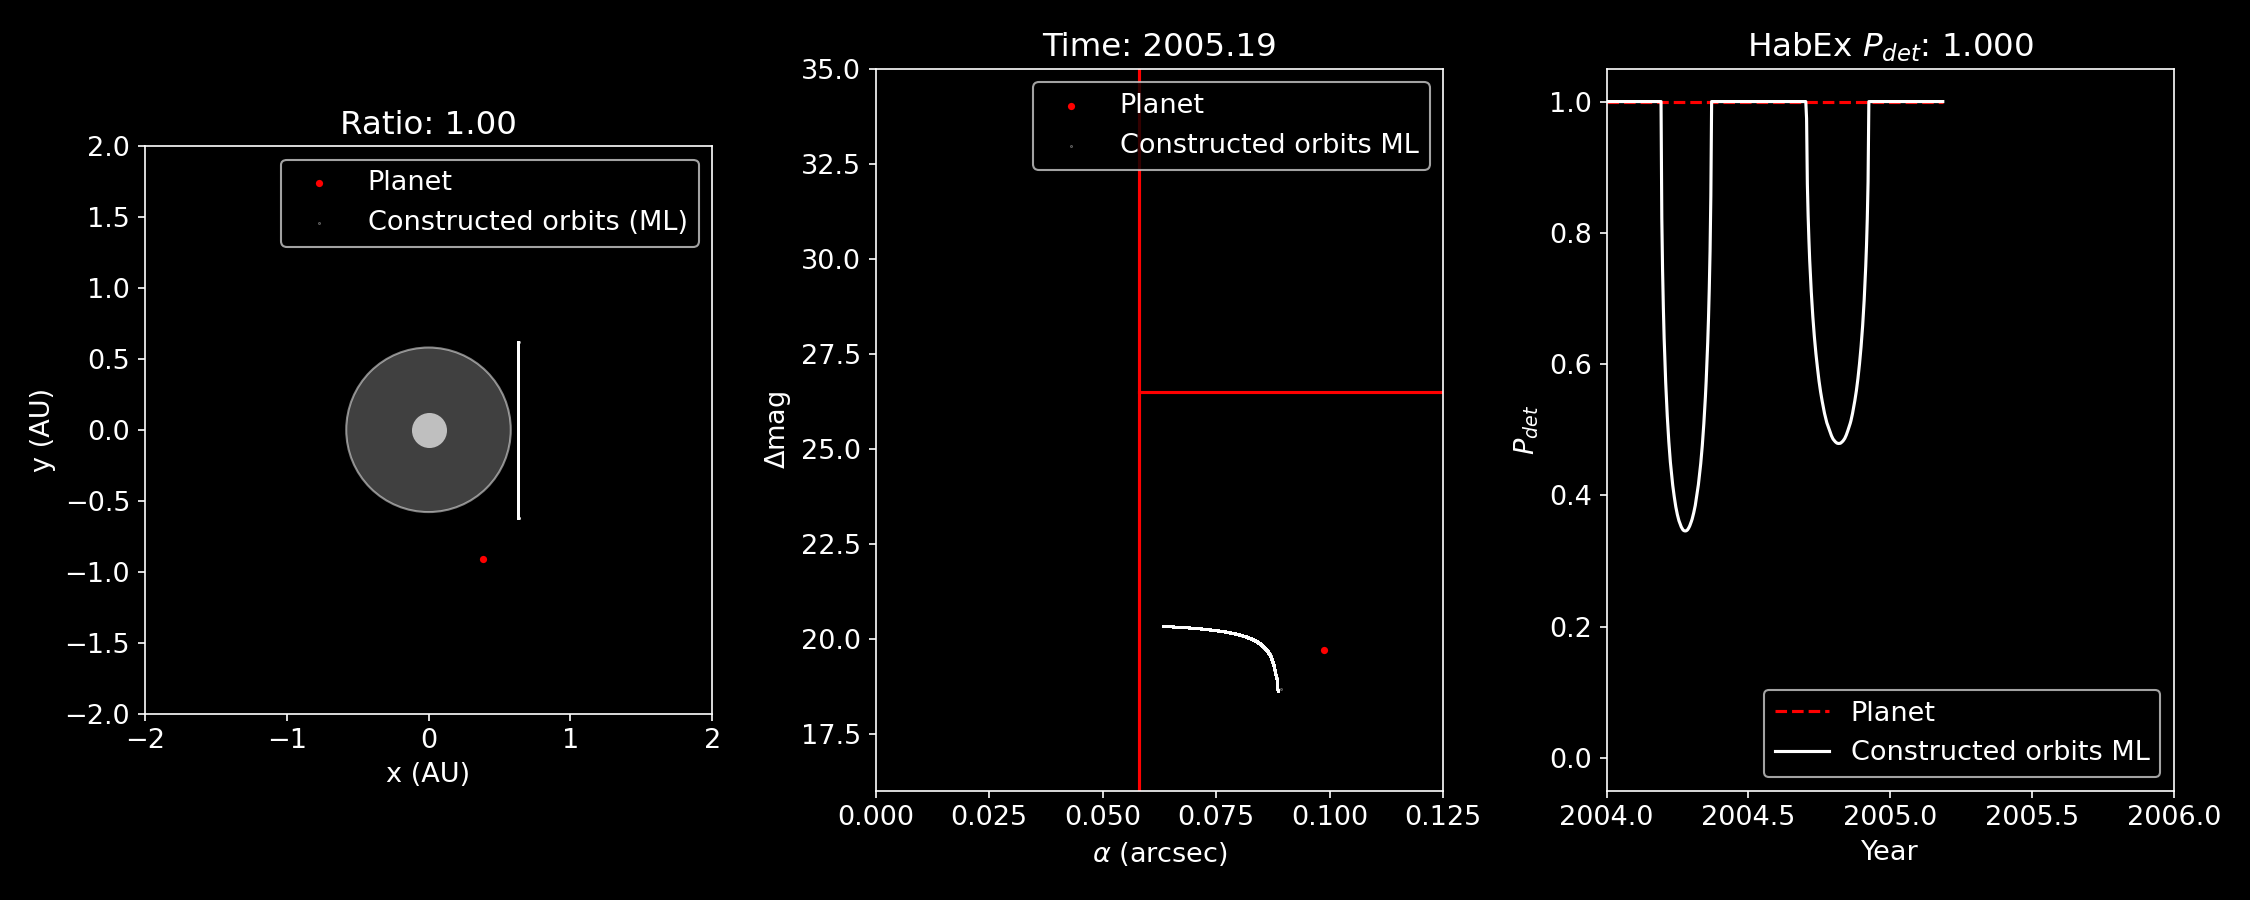 Ratio: 1.00
Planet
Constructed orbits (ML)
2.0
1.5
1.0
0.5
0.0
−0.5
−1.0
−1.5
−2.0
y (AU)
−2
−1
0
1
2
x (AU)
Time: 2005.19
Planet
Constructed orbits ML
35.0
32.5
30.0
27.5
25.0
22.5
20.0
17.5
Δmag
0.000
0.025
0.050
0.075
0.100
0.125
α (arcsec)
HabEx P_det: 1.000
1.0
0.8
0.6
0.4
0.2
0.0
P_det
Planet
Constructed orbits ML
2004.0
2004.5
2005.0
2005.5
2006.0
Year